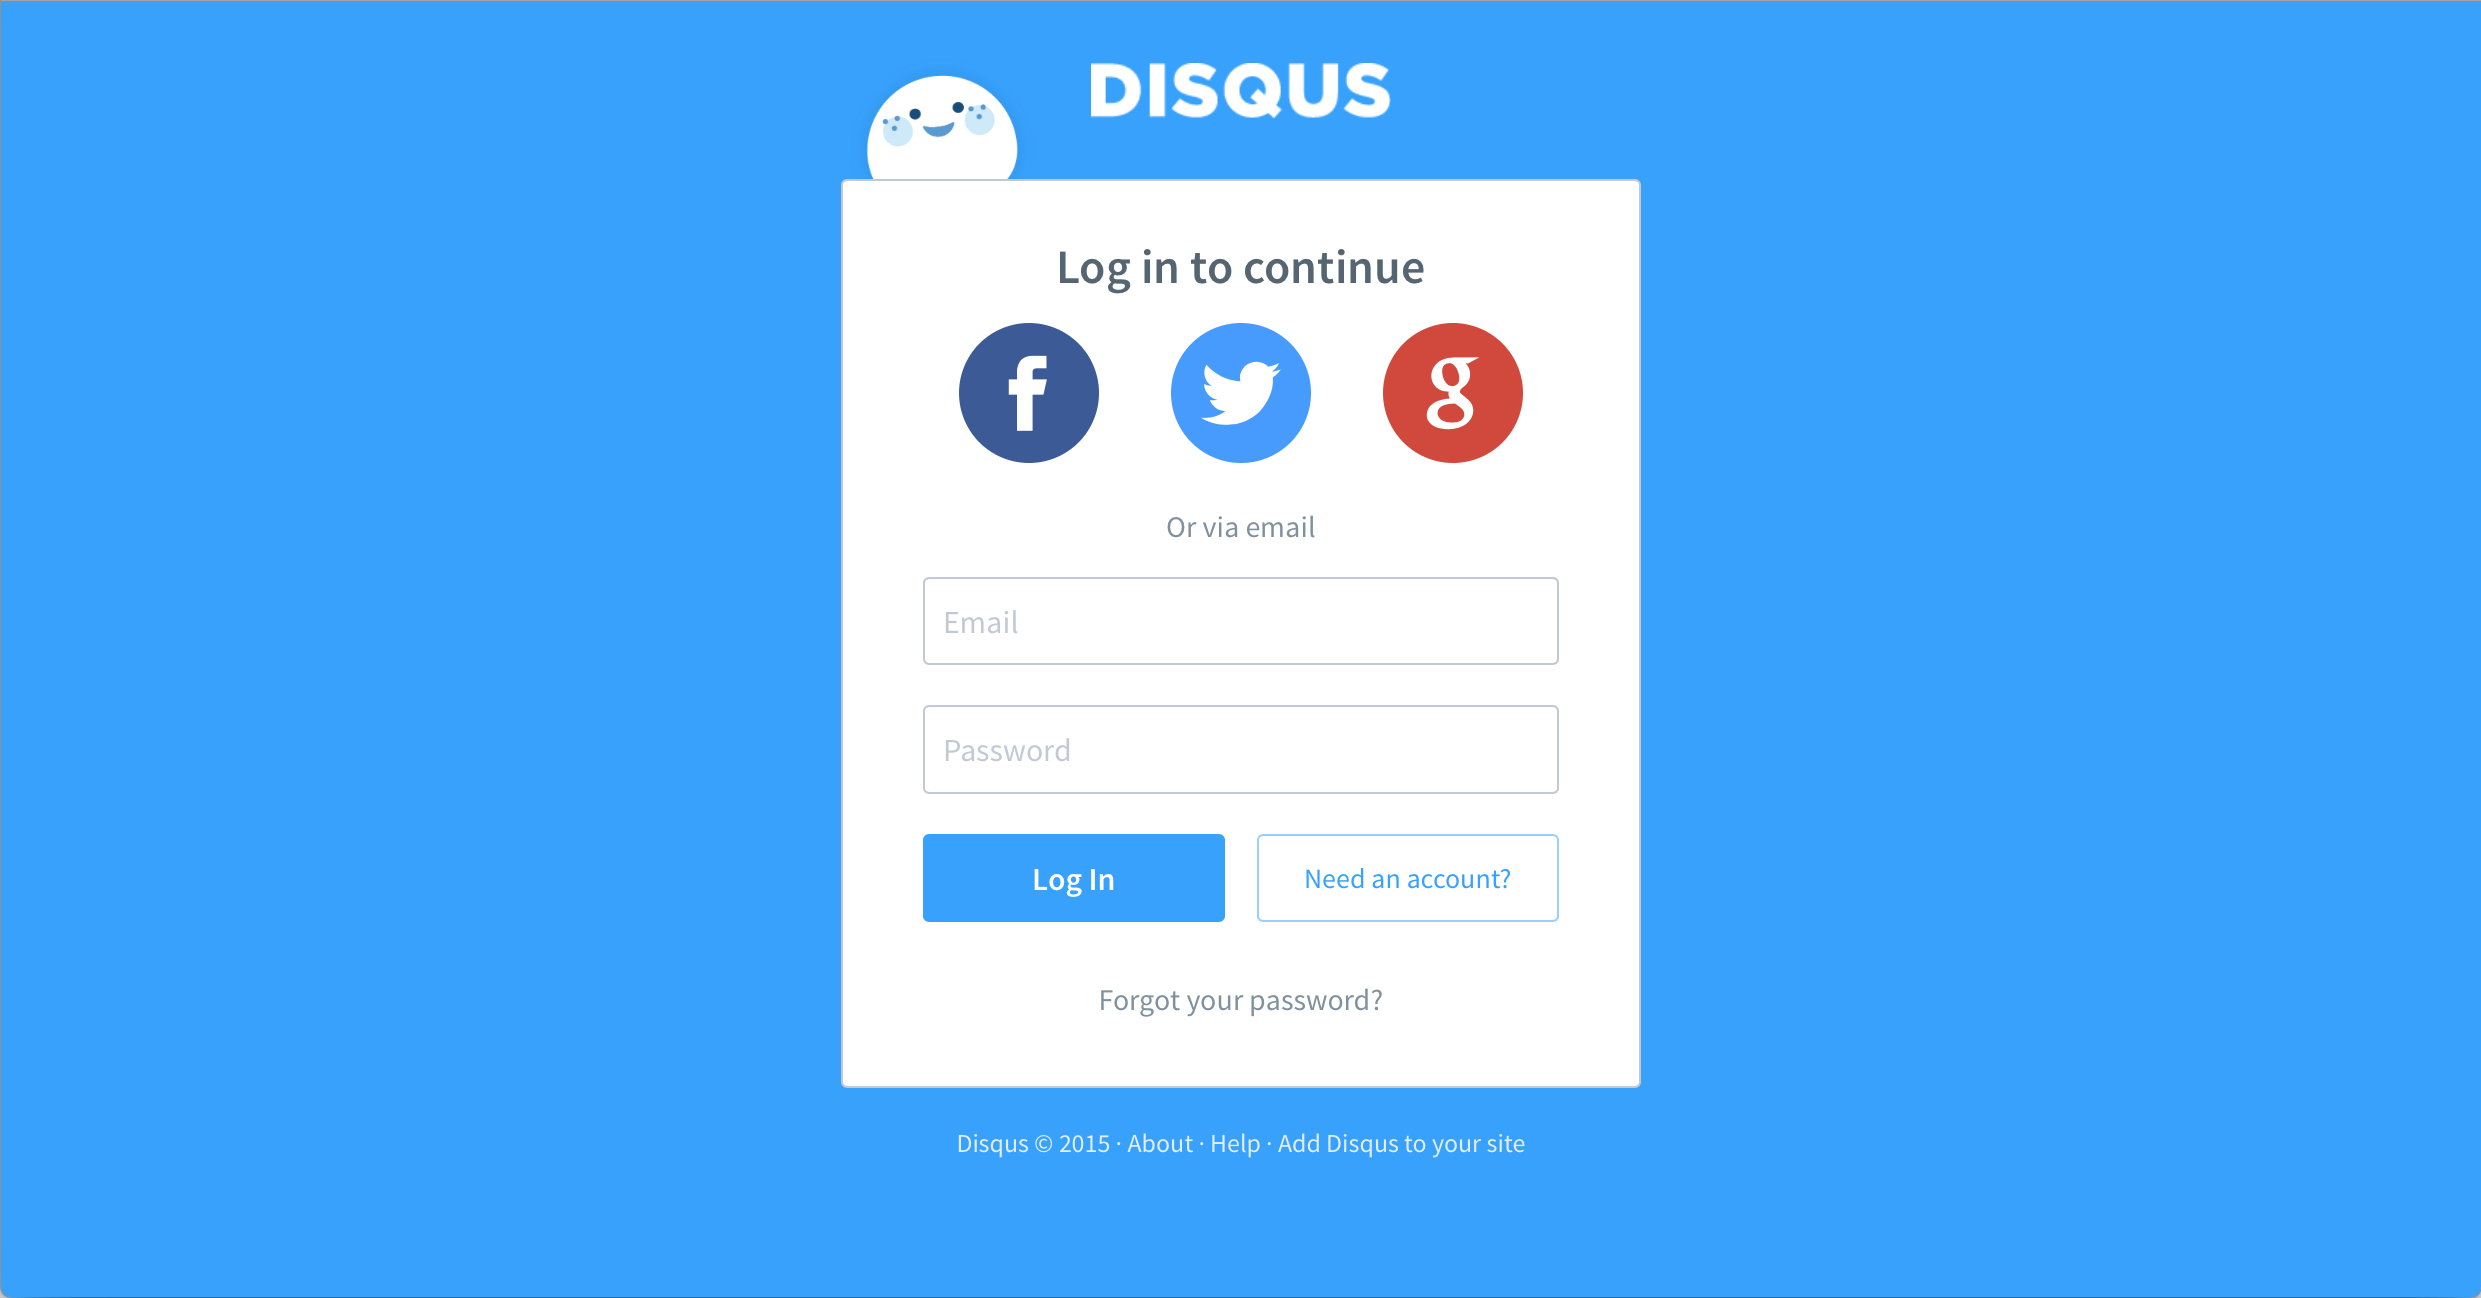 DISQUS
Log in to continue
f
g
Or via email
Email
Password
Log In
Need an account?
Forgot your password?
Disqus © 2015 · About · Help · Add Disqus to your site